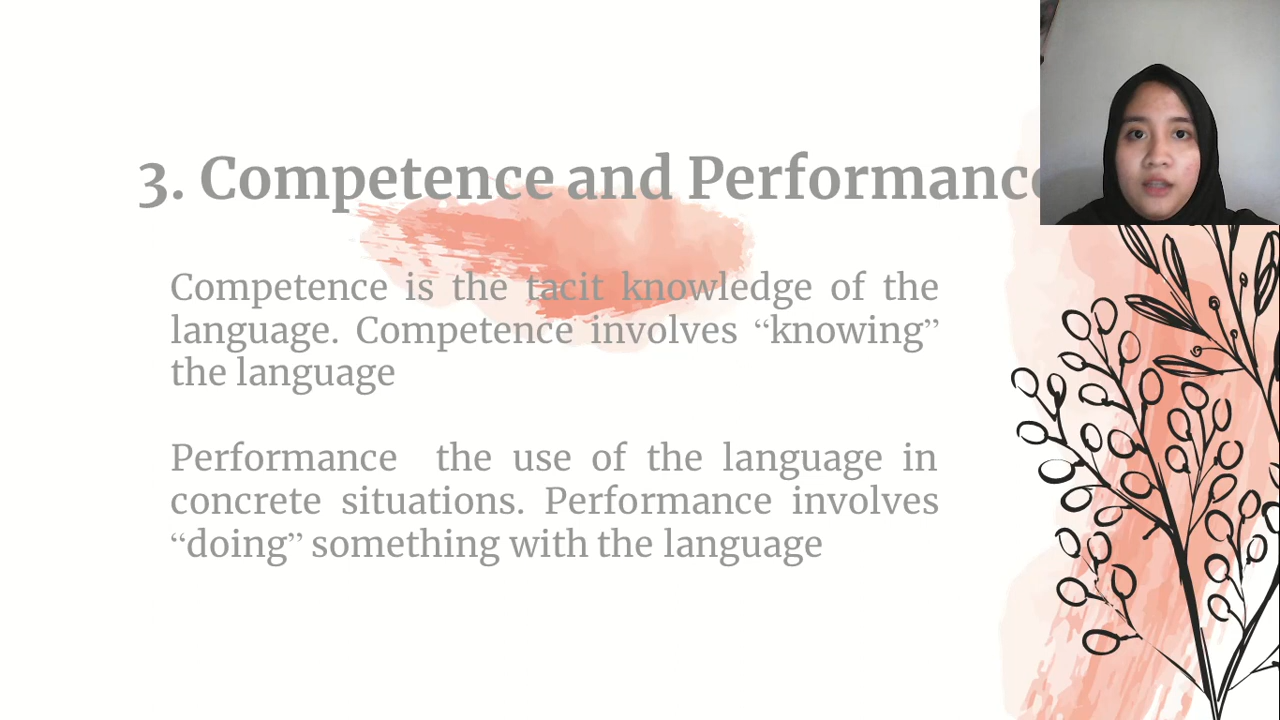 3. Competence and Performance
Competence is the tacit knowledge of the
language. Competence involves “knowing”
the language
Performance the use of the language in
concrete situations. Performance involves
“doing” something with the language